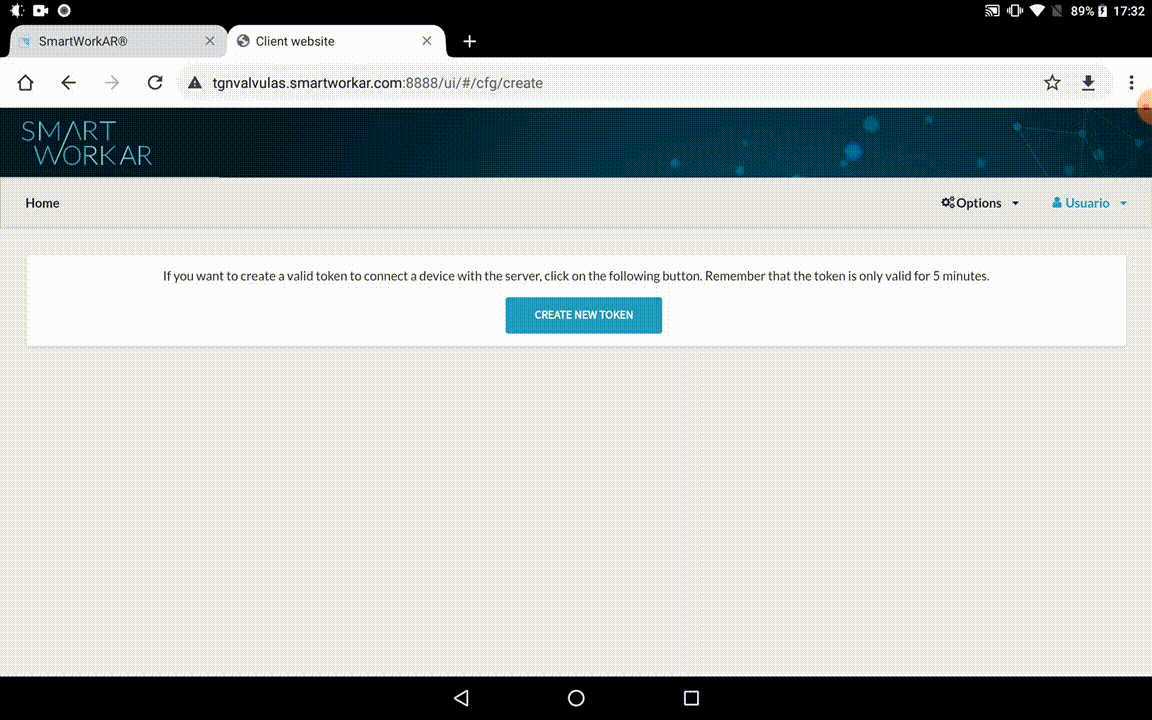 89% 17:32
SmartWorkAR®
Client website
tgnvalvulas.smartworkar.com:8888/ui/#/cfg/create
SMART
WORKAR
Home
Options
Usuario
If you want to create a valid token to connect a device with the server, click on the following button. Remember that the token is only valid for 5 minutes.
CREATE NEW TOKEN